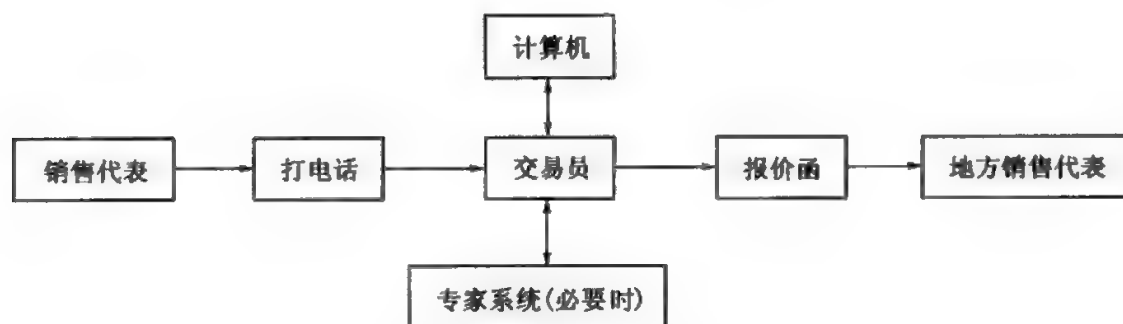 计算机
销售代表
打电话
交易员
报价函
地方销售代表
专家系统(必要时)